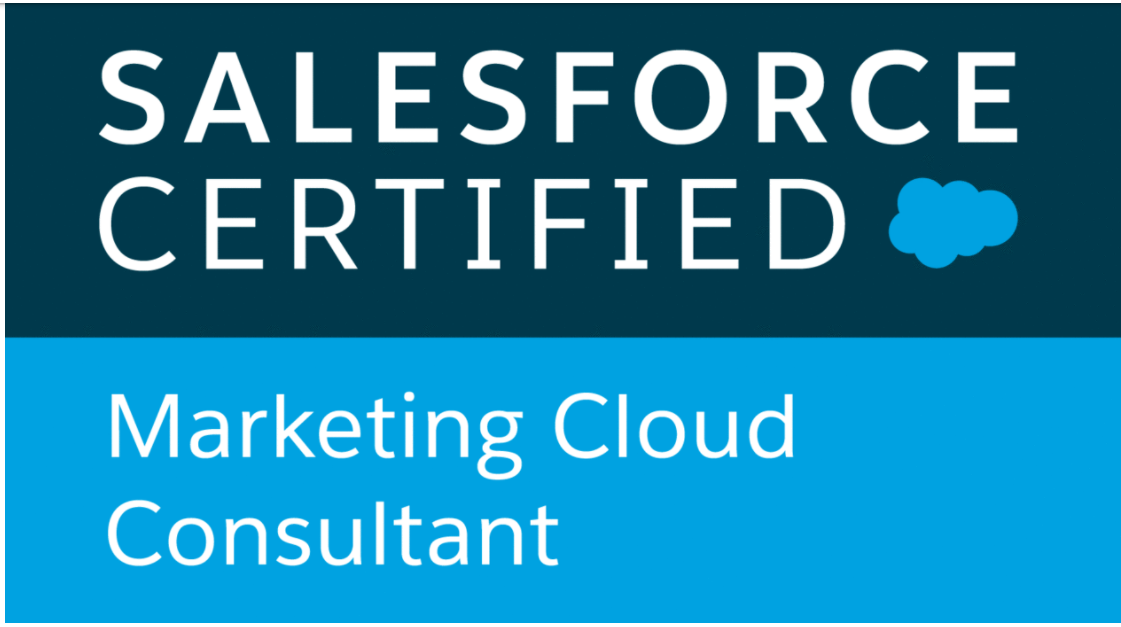 SALESFORCE
CERTIFIED
Marketing Cloud
Consultant